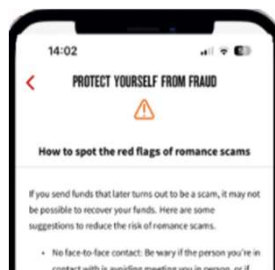 14:02
PROTECT YOURSELF FROM FRAUD
How to spot the red flags of romance scams
If you send funds that later turns out to be a scam, it may not
be possible to recover your funds. Here are some
suggestions to reduce the risk of romance scams.
• No face-to-face contact: Be wary if the person you're in
contact with is avoiding meeting you in person, or if